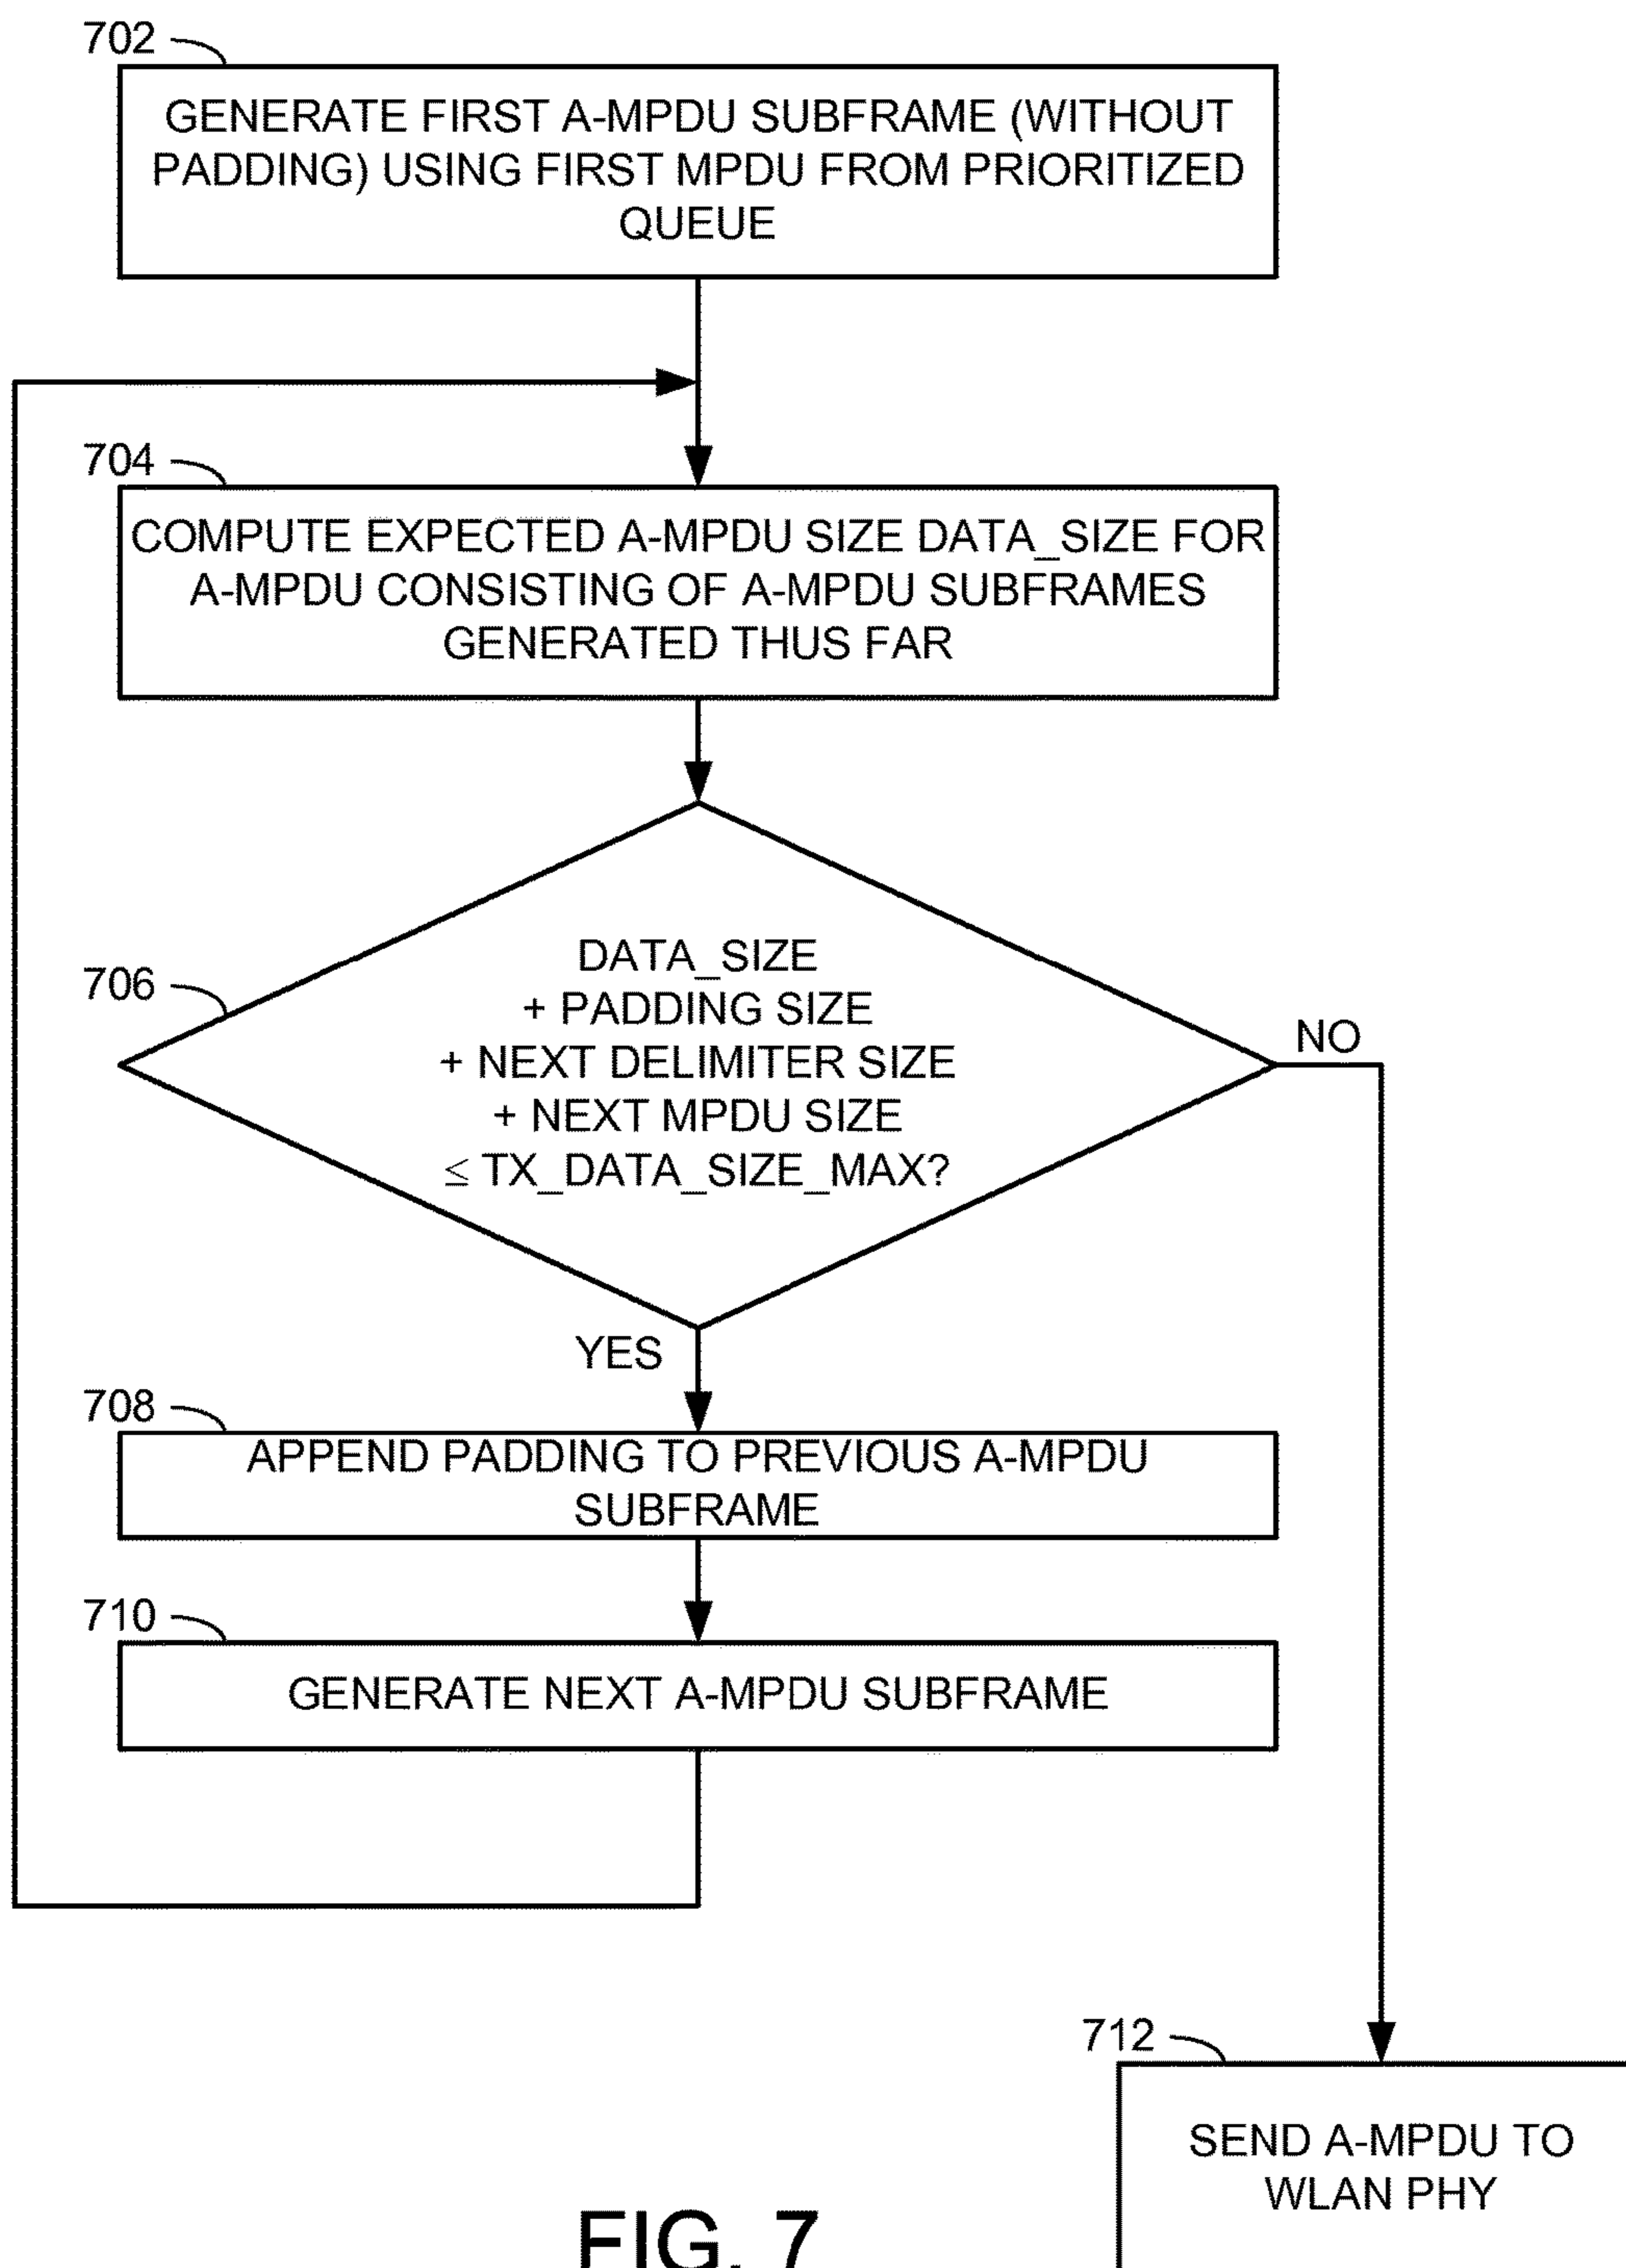 702
GENERATE FIRST A-MPDU SUBFRAME (WITHOUT
PADDING) USING FIRST MPDU FROM PRIORITIZED
QUEUE
704
COMPUTE EXPECTED A-MPDU SIZE DATA_SIZE FOR
A-MPDU CONSISTING OF A-MPDU SUBFRAMES
GENERATED THUS FAR
706
DATA_SIZE
+ PADDING SIZE
+ NEXT DELIMITER SIZE
+ NEXT MPDU SIZE
≤ TX_DATA_SIZE_MAX?
NO
YES
708
APPEND PADDING TO PREVIOUS A-MPDU
SUBFRAME
710
GENERATE NEXT A-MPDU SUBFRAME
712
SEND A-MPDU TO
WLAN PHY
FIG. 7